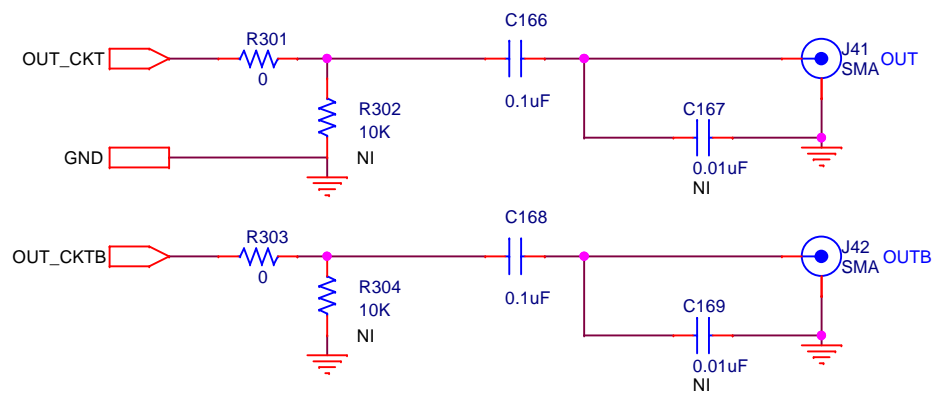 C166
R301
J41
OUT_CKT
OUT
SMA
0
0.1uF
R302
C167
10K
GND
NI
0.01uF
NI
C168
R303
J42
OUT_CKTB
OUTB
SMA
0
R304
0.1uF
C169
10K
NI
0.01uF
NI